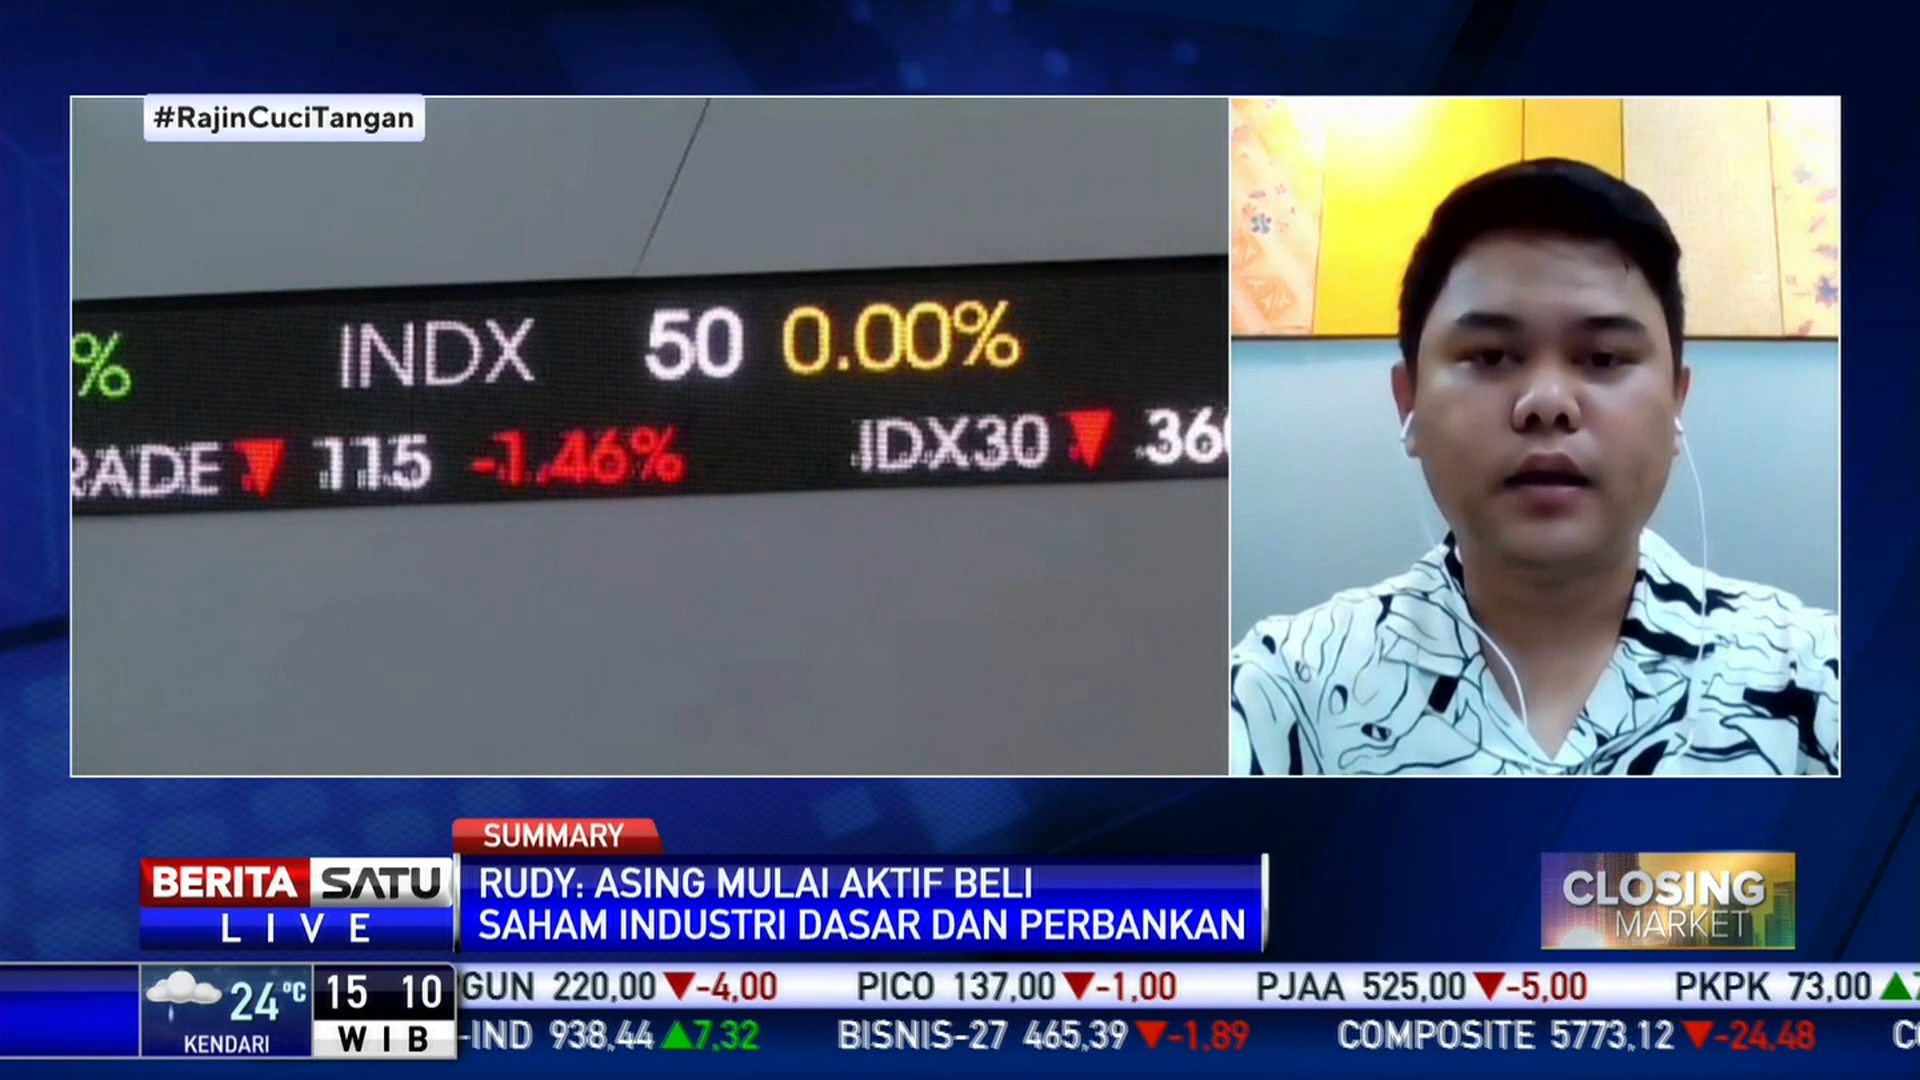 #RajinCuciTangan
% INDX 50 0.00%
RADE ▼ 115 -1.46% IDX30 ▼ 360
SUMMARY
BERITA SATU
LIVE
RUDY: ASING MULAI AKTIF BELI
SAHAM INDUSTRI DASAR DAN PERBANKAN
CLOSING
MARKET
24°C
KENDARI
15 10
WIB
GUN 220,00 ▼-4,00 PICO 137,00 ▼-1,00 PJAA 525,00 ▼-5,00 PKPK 73,00 ▲
-IND 938,44 ▲7,32 BISNIS-27 465,39 ▼-1,89 COMPOSITE 5773,12 ▼-24,48